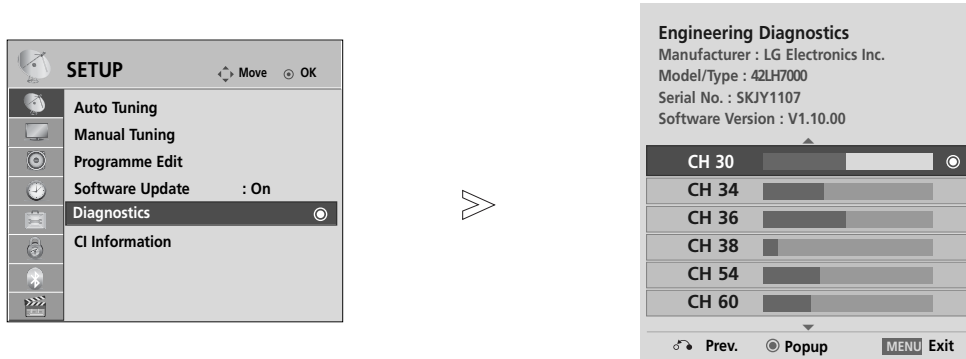 SETUP
Move OK
Auto Tuning
Manual Tuning
Programme Edit
Software Update : On
Diagnostics
CI Information
Engineering Diagnostics
Manufacturer : LG Electronics Inc.
Model/Type : 42LH7000
Serial No. : SKJY1107
Software Version : V1.10.00
CH 30
CH 34
CH 36
CH 38
CH 54
CH 60
Prev. Popup MENU Exit